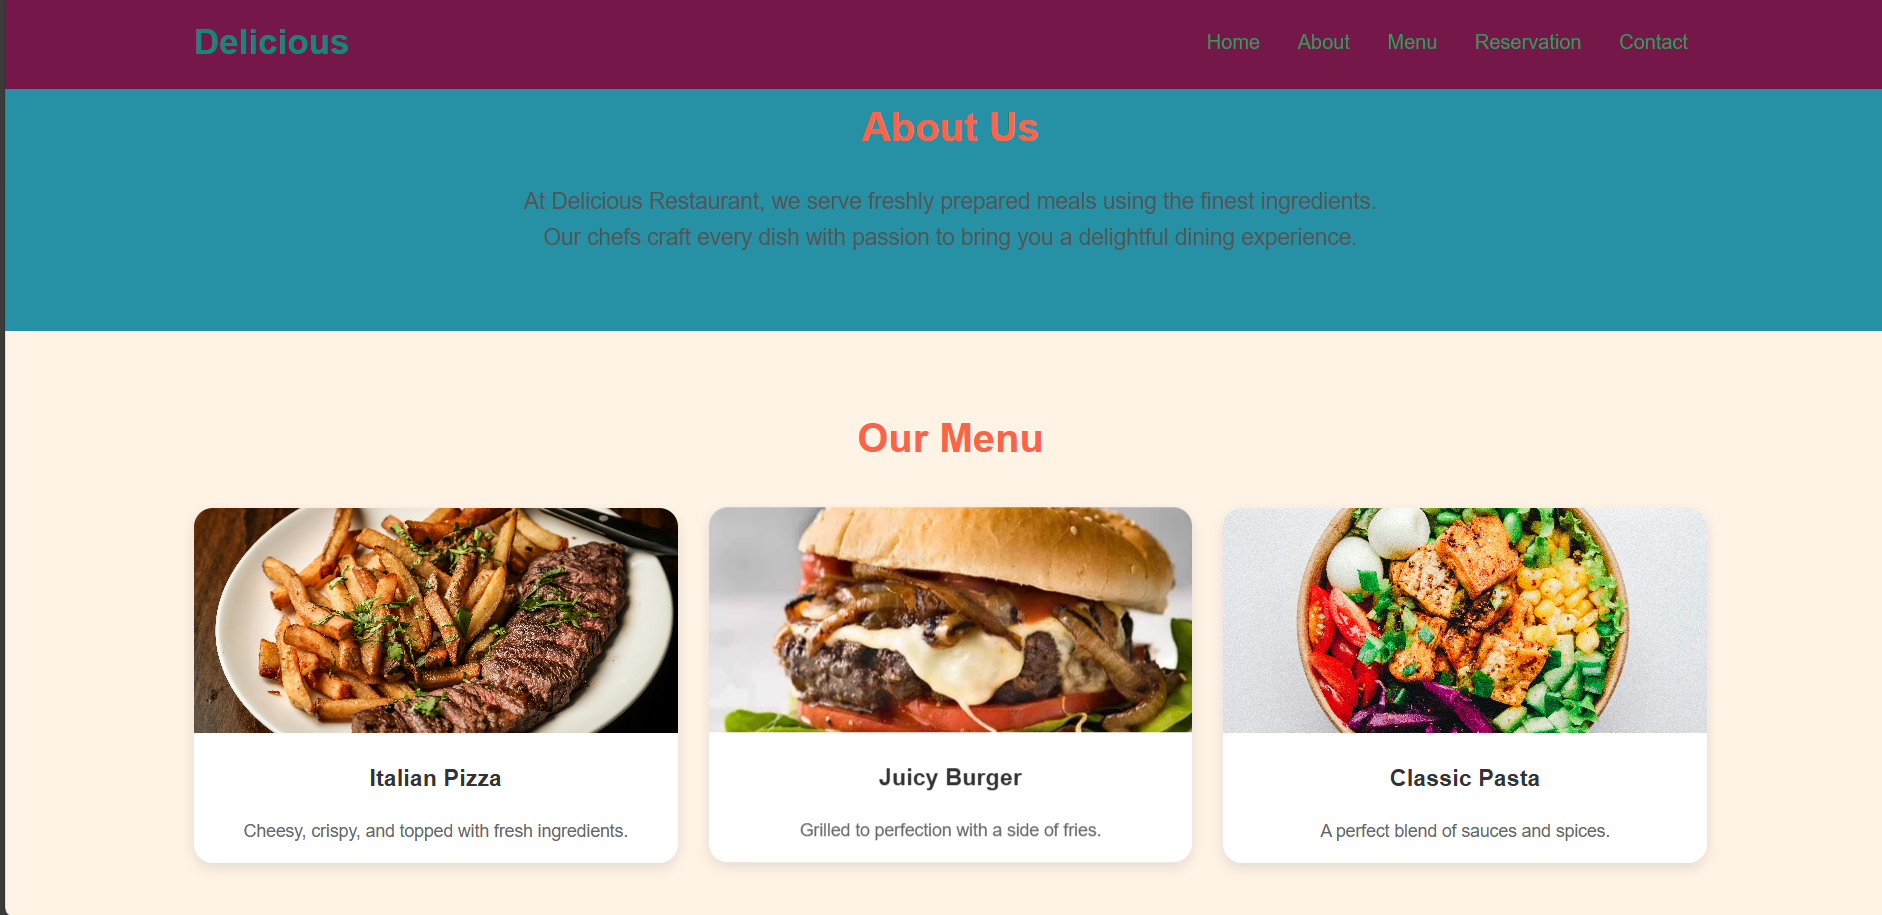 Delicious
Home About Menu Reservation Contact
About Us
At Delicious Restaurant, we serve freshly prepared meals using the finest ingredients.
Our chefs craft every dish with passion to bring you a delightful dining experience.
Our Menu
Italian Pizza
Cheesy, crispy, and topped with fresh ingredients.
Juicy Burger
Grilled to perfection with a side of fries.
Classic Pasta
A perfect blend of sauces and spices.